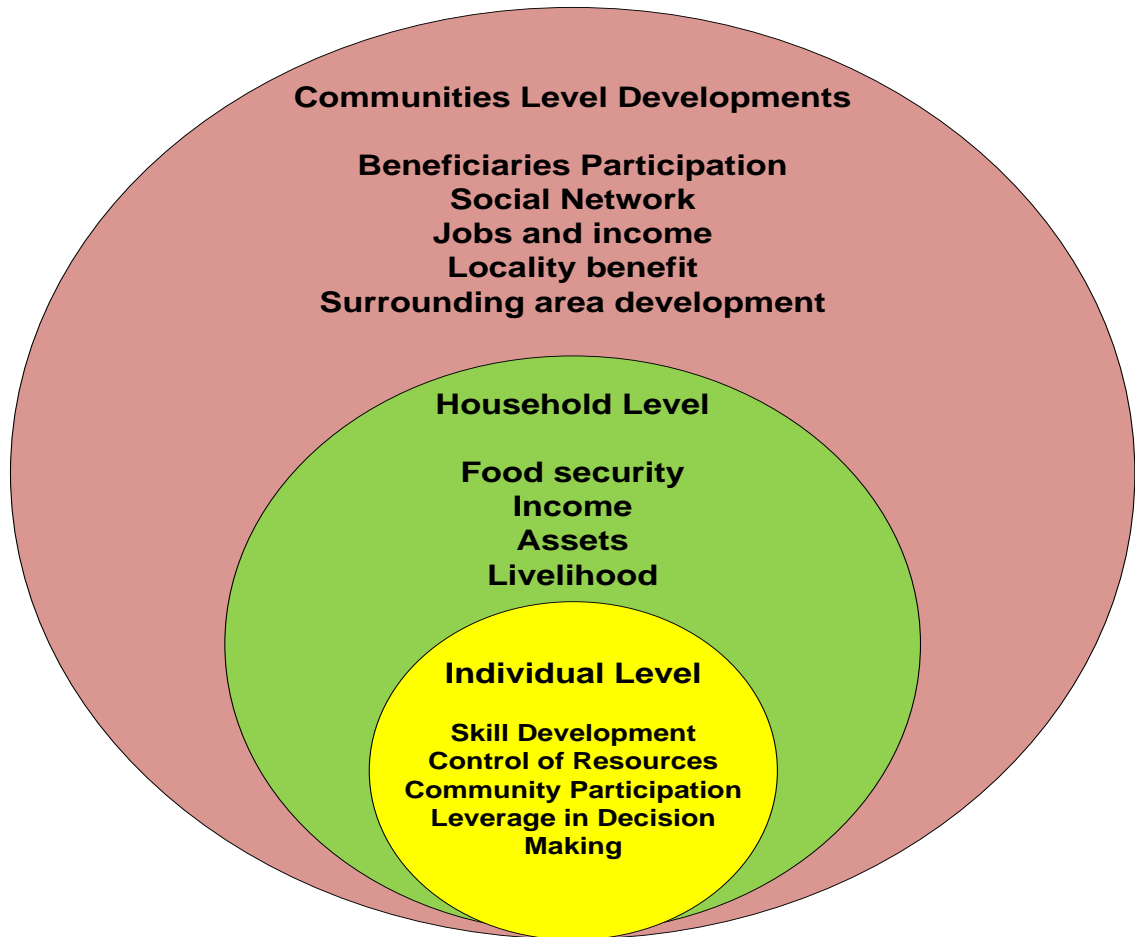 Communities Level Developments
Beneficiaries Participation
Social Network
Jobs and income
Locality benefit
Surrounding area development
Household Level
Food security
Income
Assets
Livelihood
Individual Level
Skill Development
Control of Resources
Community Participation
Leverage in Decision
Making